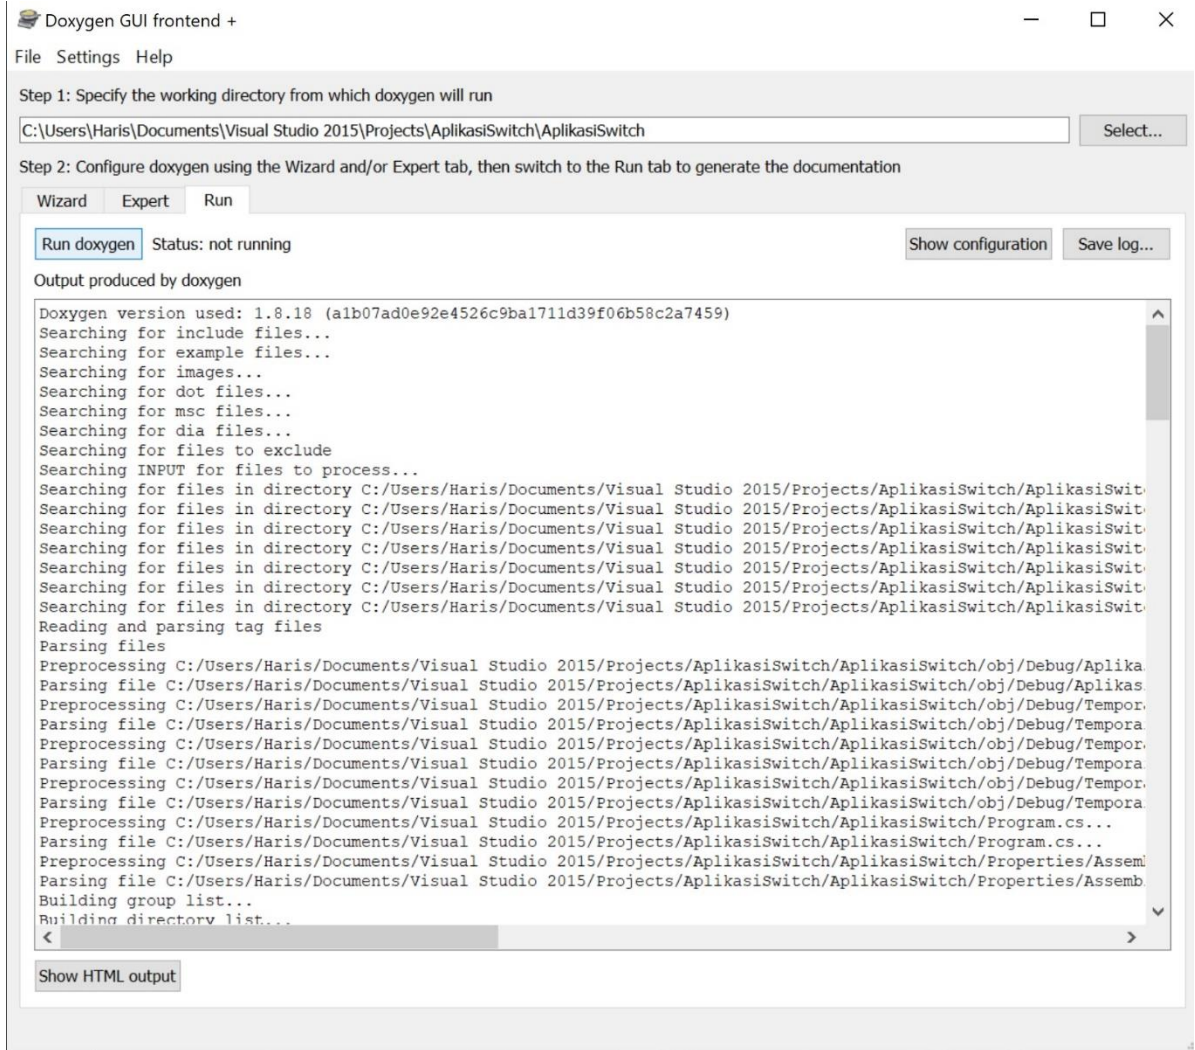 Doxygen GUI frontend +
File Settings Help
Step 1: Specify the working directory from which doxygen will run
C:\Users\Haris\Documents\Visual Studio 2015\Projects\AplikasiSwitch\AplikasiSwitch
Select...
Step 2: Configure doxygen using the Wizard and/or Expert tab, then switch to the Run tab to generate the documentation
Wizard Expert Run
Run doxygen Status: not running Show configuration Save log...
Output produced by doxygen
Doxygen version used: 1.8.18 (a1b07ad0e92e4526c9ba1711d39f06b58c2a7459)
Searching for include files...
Searching for example files...
Searching for images...
Searching for dot files...
Searching for msc files...
Searching for dia files...
Searching for files to exclude
Searching INPUT for files to process...
Searching for files in directory C:/Users/Haris/Documents/Visual Studio 2015/Projects/AplikasiSwitch/AplikasiSwit
Searching for files in directory C:/Users/Haris/Documents/Visual Studio 2015/Projects/AplikasiSwitch/AplikasiSwit
Searching for files in directory C:/Users/Haris/Documents/Visual Studio 2015/Projects/AplikasiSwitch/AplikasiSwit
Searching for files in directory C:/Users/Haris/Documents/Visual Studio 2015/Projects/AplikasiSwitch/AplikasiSwit
Searching for files in directory C:/Users/Haris/Documents/Visual Studio 2015/Projects/AplikasiSwitch/AplikasiSwit
Searching for files in directory C:/Users/Haris/Documents/Visual Studio 2015/Projects/AplikasiSwitch/AplikasiSwit
Searching for files in directory C:/Users/Haris/Documents/Visual Studio 2015/Projects/AplikasiSwitch/AplikasiSwit
Reading and parsing tag files
Parsing files
Preprocessing C:/Users/Haris/Documents/Visual Studio 2015/Projects/AplikasiSwitch/AplikasiSwitch/obj/Debug/Aplika
Parsing file C:/Users/Haris/Documents/Visual Studio 2015/Projects/AplikasiSwitch/AplikasiSwitch/obj/Debug/Aplikas
Preprocessing C:/Users/Haris/Documents/Visual Studio 2015/Projects/AplikasiSwitch/AplikasiSwitch/obj/Debug/Tempor
Parsing file C:/Users/Haris/Documents/Visual Studio 2015/Projects/AplikasiSwitch/AplikasiSwitch/obj/Debug/Tempora
Preprocessing C:/Users/Haris/Documents/Visual Studio 2015/Projects/AplikasiSwitch/AplikasiSwitch/obj/Debug/Tempor
Parsing file C:/Users/Haris/Documents/Visual Studio 2015/Projects/AplikasiSwitch/AplikasiSwitch/obj/Debug/Tempora
Preprocessing C:/Users/Haris/Documents/Visual Studio 2015/Projects/AplikasiSwitch/AplikasiSwitch/obj/Debug/Tempor
Parsing file C:/Users/Haris/Documents/Visual Studio 2015/Projects/AplikasiSwitch/AplikasiSwitch/obj/Debug/Tempora
Preprocessing C:/Users/Haris/Documents/Visual Studio 2015/Projects/AplikasiSwitch/AplikasiSwitch/Program.cs...
Parsing file C:/Users/Haris/Documents/Visual Studio 2015/Projects/AplikasiSwitch/AplikasiSwitch/Program.cs...
Preprocessing C:/Users/Haris/Documents/Visual Studio 2015/Projects/AplikasiSwitch/AplikasiSwitch/Properties/Assem
Parsing file C:/Users/Haris/Documents/Visual Studio 2015/Projects/AplikasiSwitch/AplikasiSwitch/Properties/Assemb
Building group list...
Building directory list...
Show HTML output